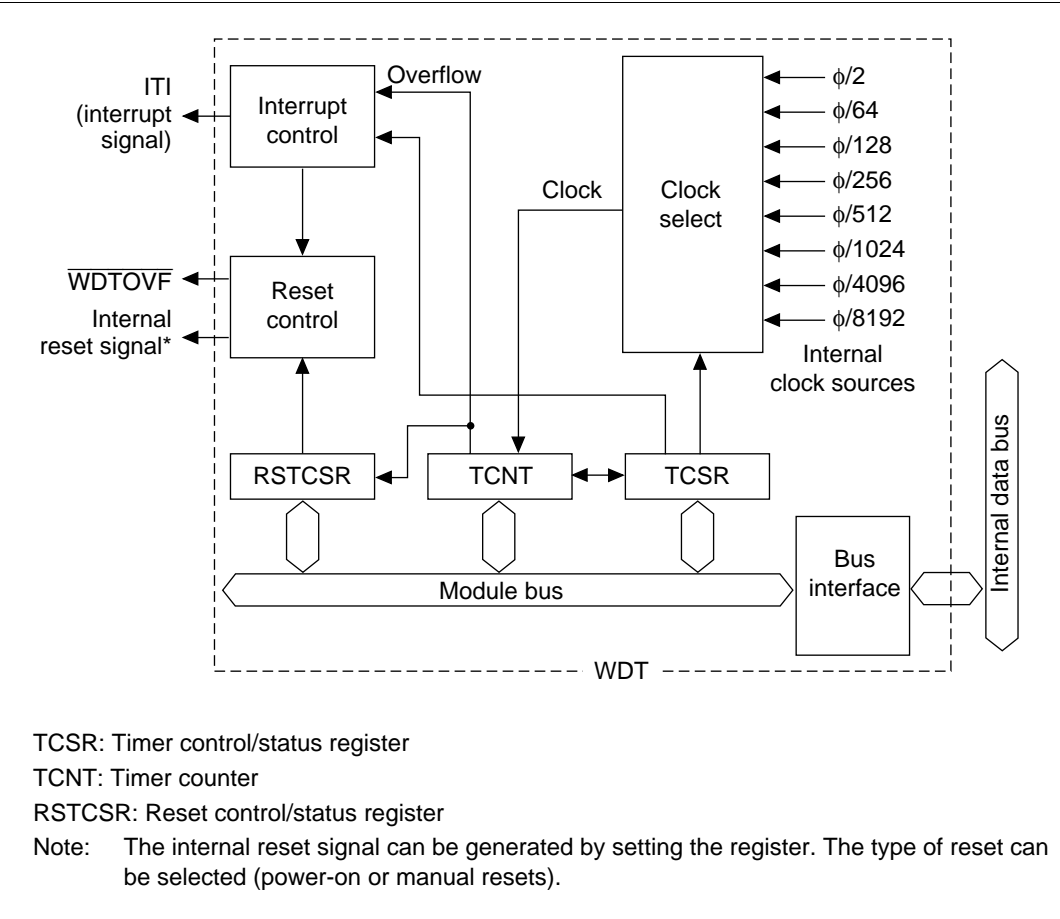 ITI
(interrupt
signal)
Interrupt
control
Overflow
Clock
Clock
select
ϕ/2
ϕ/64
ϕ/128
ϕ/256
ϕ/512
ϕ/1024
ϕ/4096
ϕ/8192
Internal
clock sources
WDTOVF
Internal
reset signal*
Reset
control
RSTCSR
TCNT
TCSR
Module bus
Bus
interface
Internal data bus
WDT
TCSR: Timer control/status register
TCNT: Timer counter
RSTCSR: Reset control/status register
Note: The internal reset signal can be generated by setting the register. The type of reset can
be selected (power-on or manual resets).